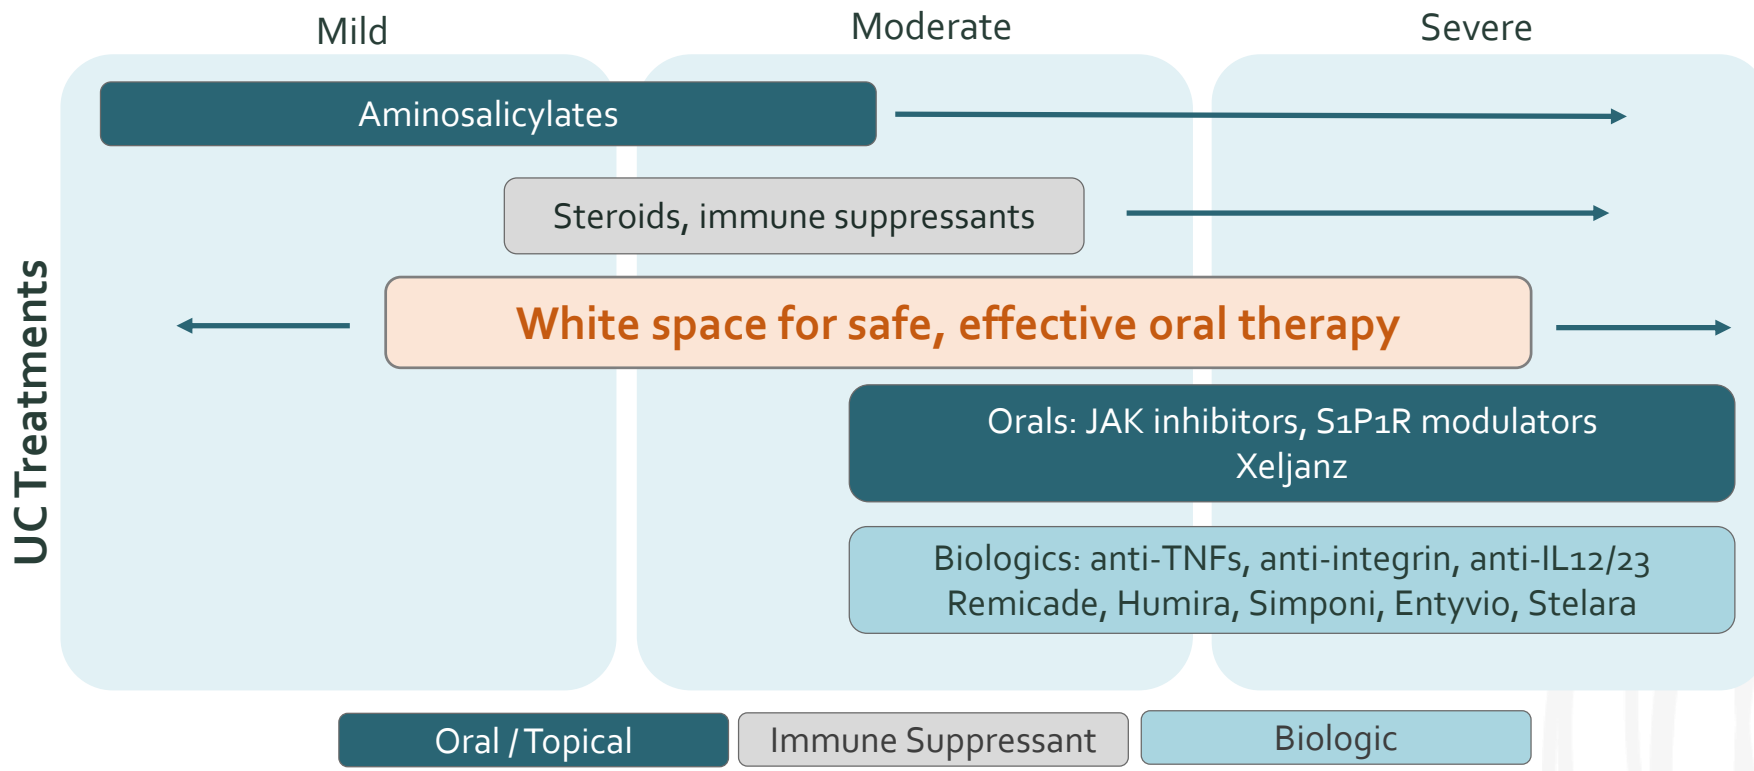 Mild
Moderate
Severe
UC Treatments
Aminosalicylates
Steroids, immune suppressants
White space for safe, effective oral therapy
Orals: JAK inhibitors, S1P1R modulators
Xeljanz
Biologics: anti-TNFs, anti-integrin, anti-IL12/23
Remicade, Humira, Simponi, Entyvio, Stelara
Oral / Topical
Immune Suppressant
Biologic